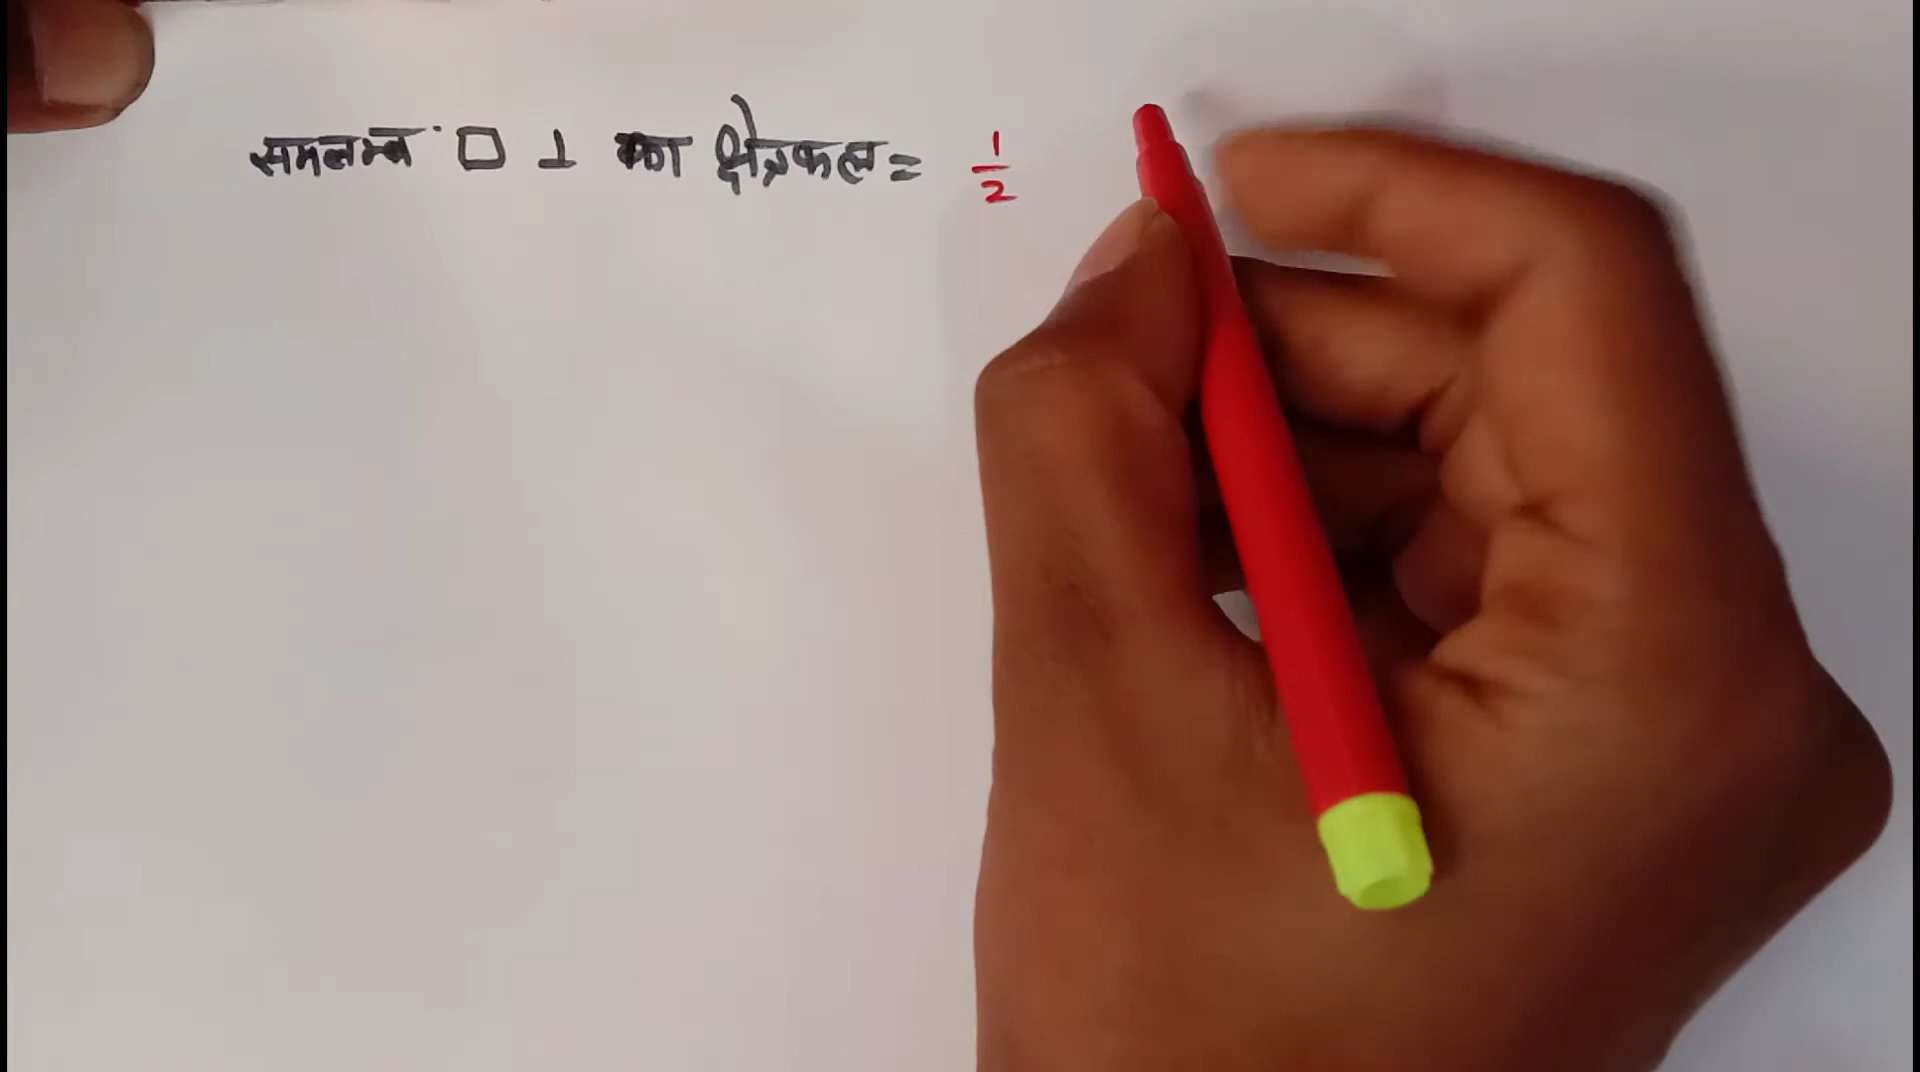 समलम्ब □ ⊥ का क्षेत्रफल = 1/2